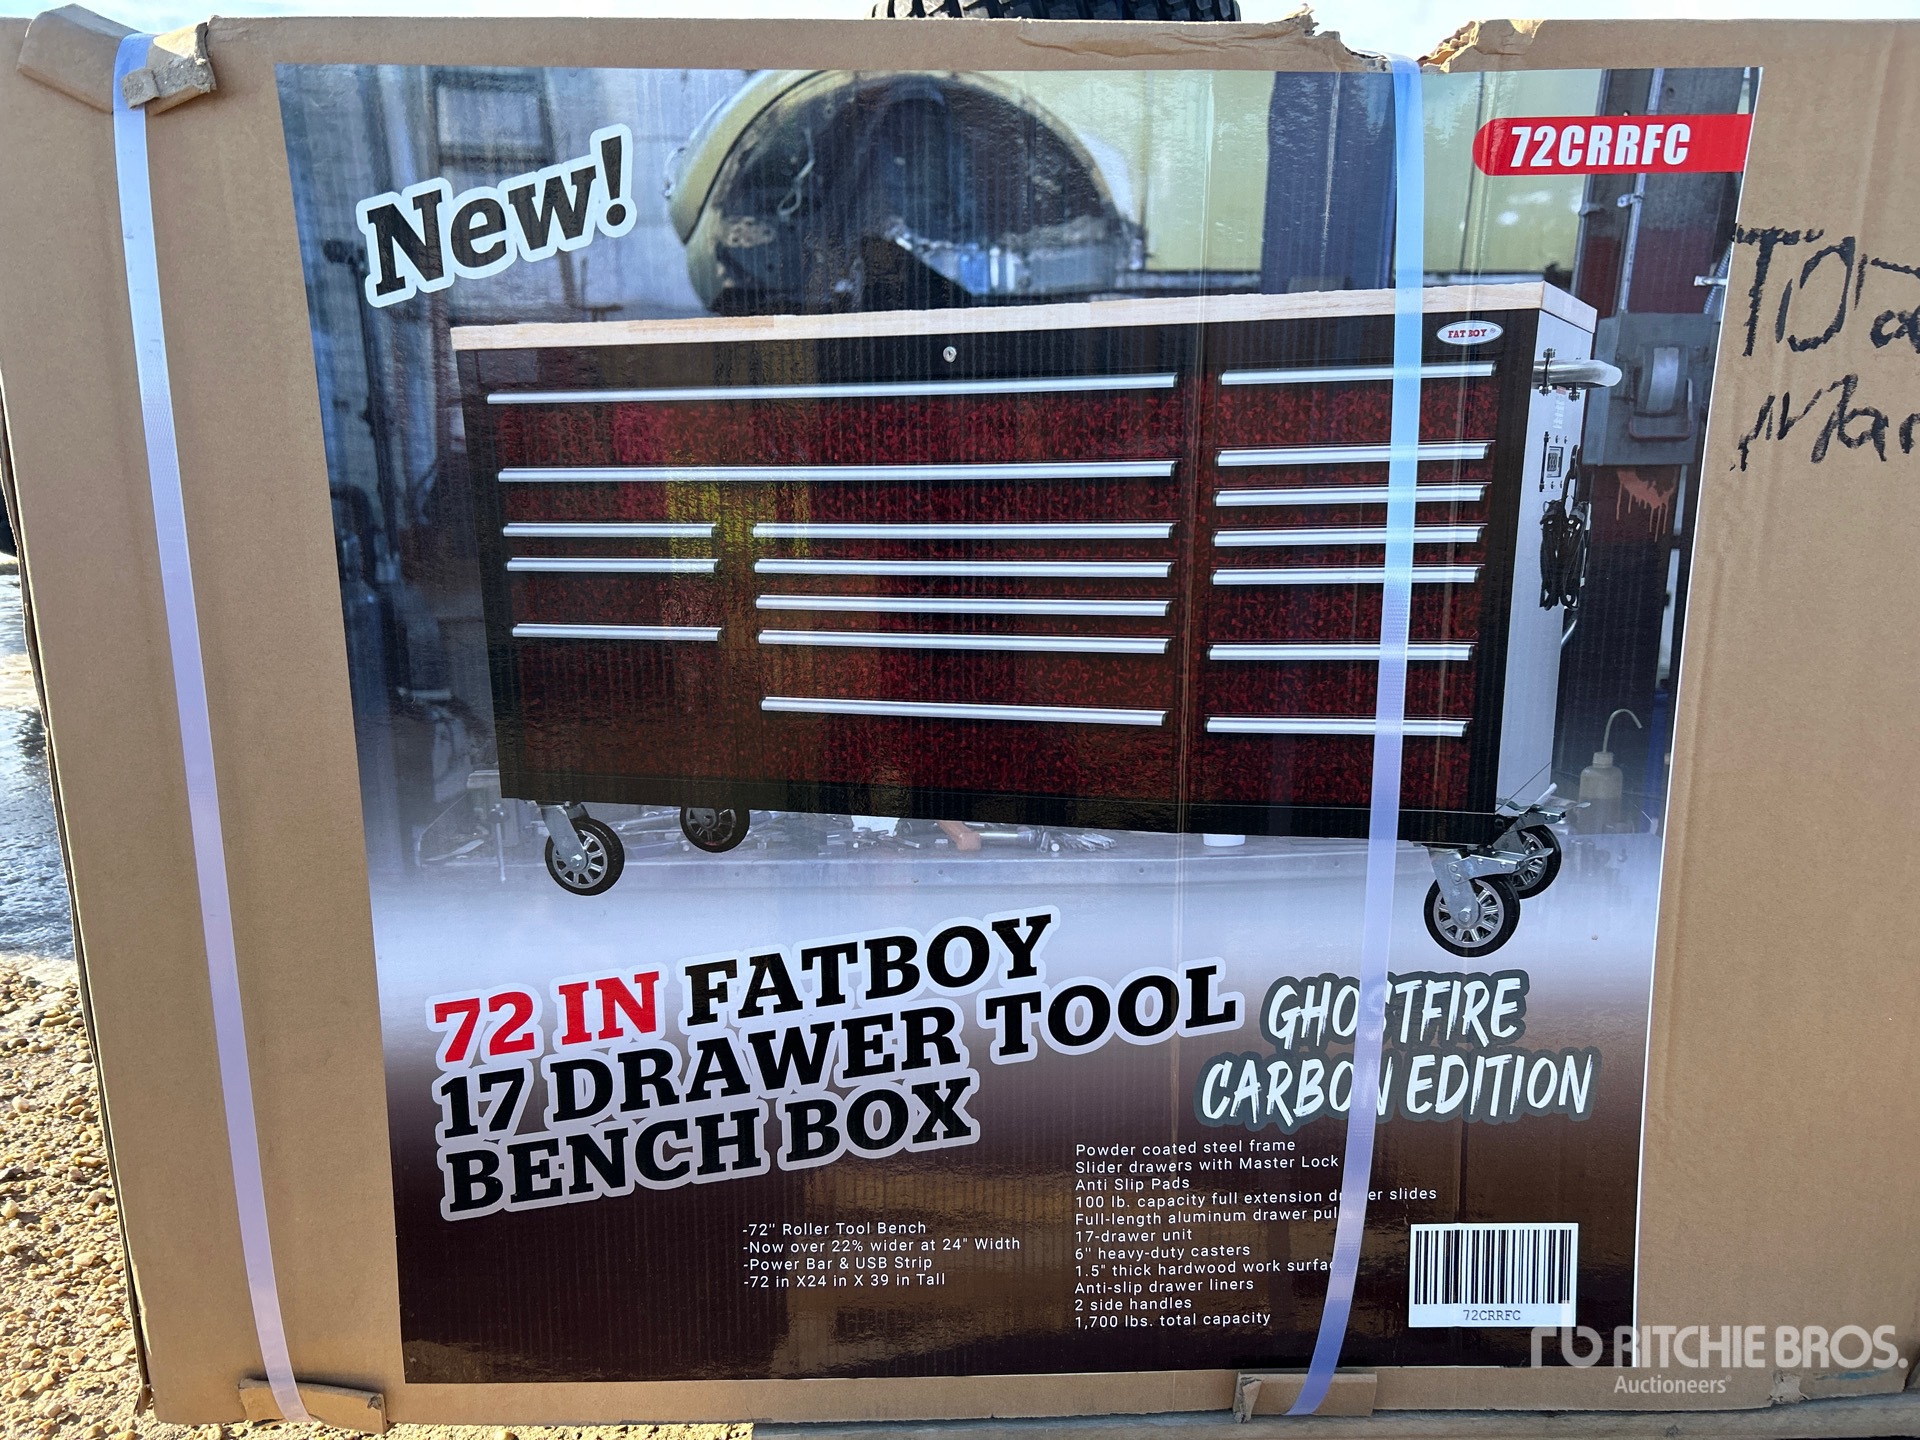 New!
72CRRFC
FAT BOY
72 IN FATBOY
17 DRAWER TOOL
BENCH BOX
GHOSTFIRE
CARBON EDITION
-72" Roller Tool Bench
-Now over 22% wider at 24" Width
-Power Bar & USB Strip
-72 in X24 in X 39 in Tall
Powder coated steel frame
Slider drawers with Master Lock
Anti Slip Pads
100 lb. capacity full extension drawer slides
Full-length aluminum drawer pul
17-drawer unit
6" heavy-duty casters
1.5" thick hardwood work surfac
Anti-slip drawer liners
2 side handles
1,700 lbs. total capacity
72CRRFC
rb RITCHIE BROS.
Auctioneers